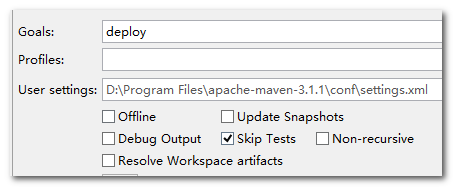 Goals: deploy
Profiles:
User settings: D:\Program Files\apache-maven-3.1.1\conf\settings.xml
Offline Update Snapshots
Debug Output Skip Tests Non-recursive
Resolve Workspace artifacts